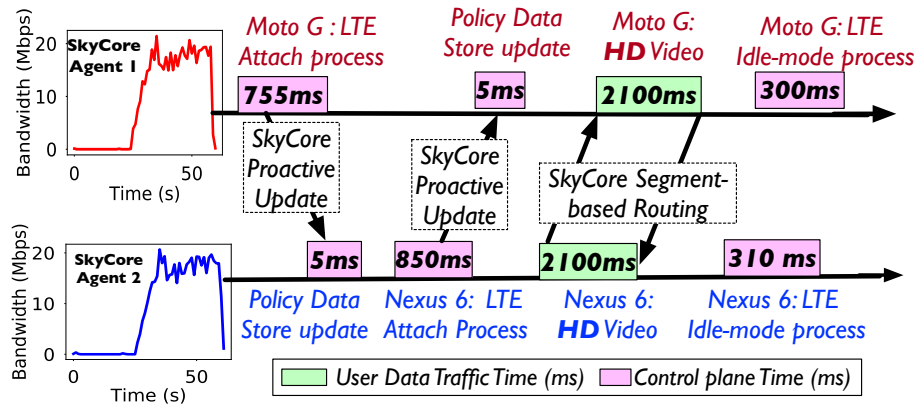 Bandwidth (Mbps)
20
10
0
0
50
Time (s)
SkyCore
Agent 1
Moto G : LTE
Attach process
755ms
Policy Data
Store update
5ms
Moto G:
HD Video
2100ms
Moto G: LTE
Idle-mode process
300ms
SkyCore
Proactive
Update
SkyCore
Proactive
Update
SkyCore Segment-
based Routing
Bandwidth (Mbps)
20
10
0
0
50
Time (s)
SkyCore
Agent 2
5ms
Policy Data
Store update
850ms
Nexus 6: LTE
Attach Process
2100ms
Nexus 6:
HD Video
310 ms
Nexus 6: LTE
Idle-mode process
User Data Traffic Time (ms)
Control plane Time (ms)